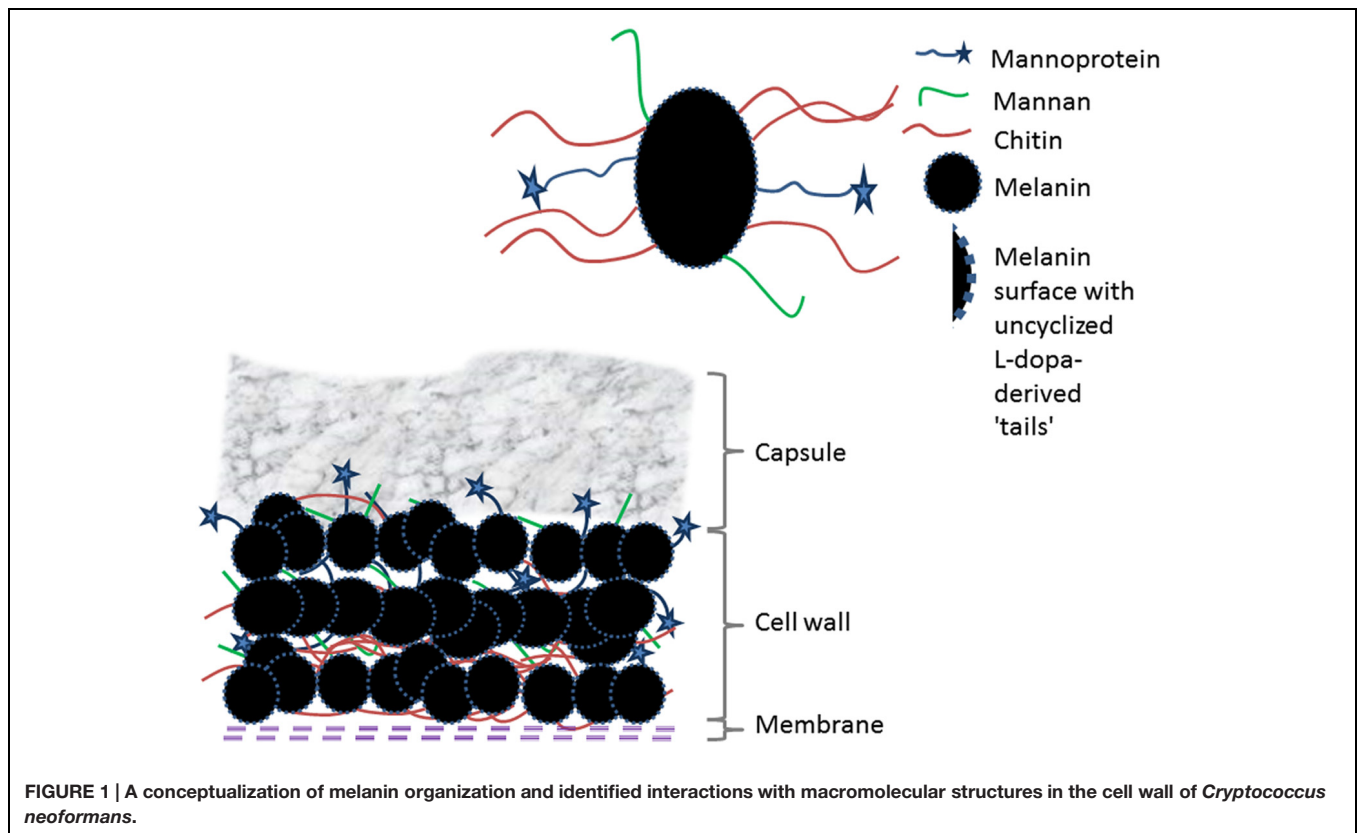 Mannoprotein
Mannan
Chitin
Melanin
Melanin
surface with
uncyclized
L-dopa-
derived
'tails'
Capsule
Cell wall
Membrane
FIGURE 1 | A conceptualization of melanin organization and identified interactions with macromolecular structures in the cell wall of Cryptococcus
neoformans.